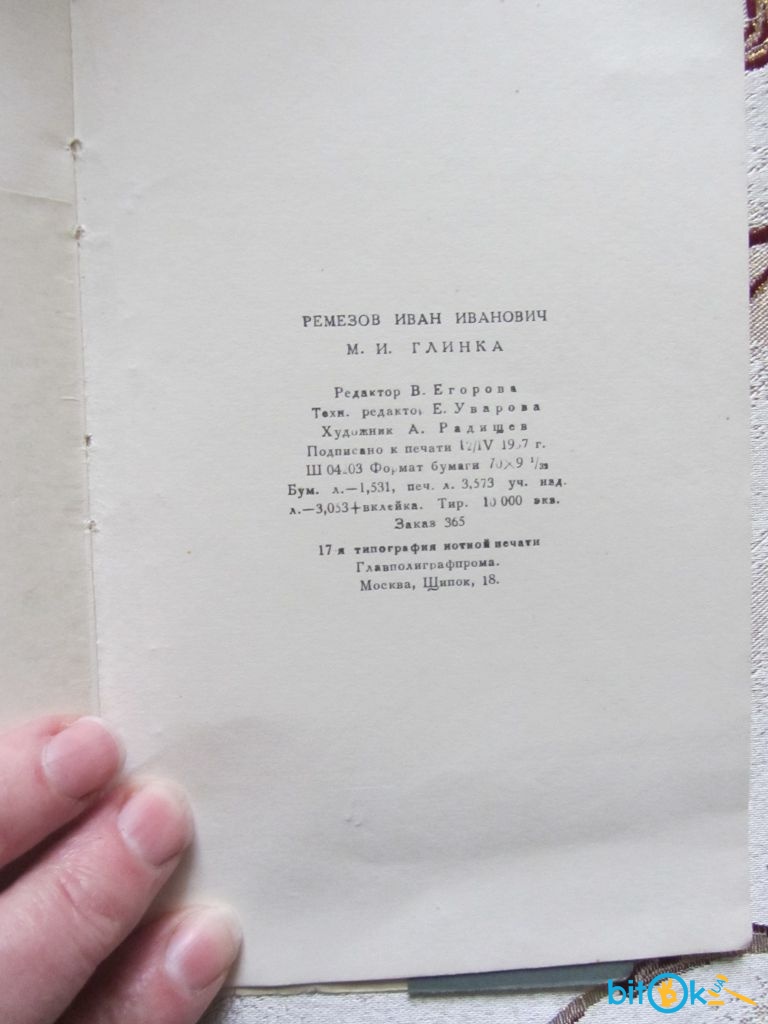 РЕМЕЗОВ ИВАН ИВАНОВИЧ
М. И. ГЛИНКА
Редактор В. Егорова
Техн. редактор Е. Уварова
Художник А. Радищев
Подписано к печати г.
Ш Формат бумаги
Бум. л.—1,531, печ. л. 3,573 уч. изд.
л.—3,053+вклейка. Тир. 10 000 экз.
Заказ 365
17-я типография нотной печати
Главполиграфпрома.
Москва, Щипок, 18.
bitOk UA